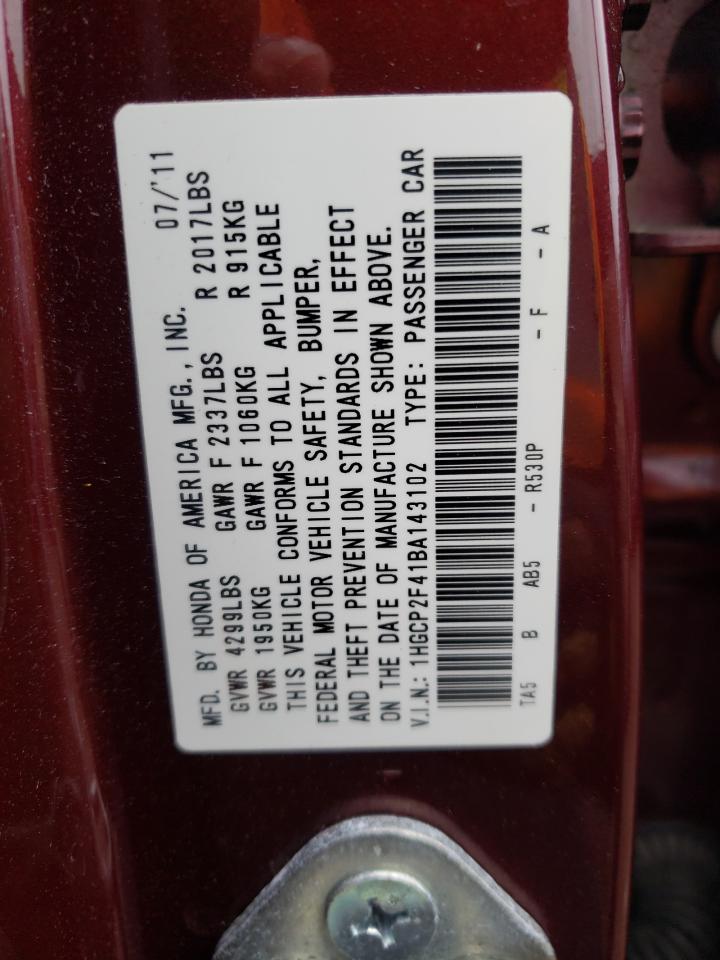 MFD. BY HONDA OF AMERICA MFG., INC. 07/'11
GVWR 4299LBS GAWR F 2337LBS R 2017LBS
GVWR 1950KG GAWR F 1060KG R 915KG
THIS VEHICLE CONFORMS TO ALL APPLICABLE
FEDERAL MOTOR VEHICLE SAFETY, BUMPER,
AND THEFT PREVENTION STANDARDS IN EFFECT
ON THE DATE OF MANUFACTURE SHOWN ABOVE.
V.I.N.: 1HGCP2F41BA143102 TYPE: PASSENGER CAR
TA5 B AB5 - R530P - F - A